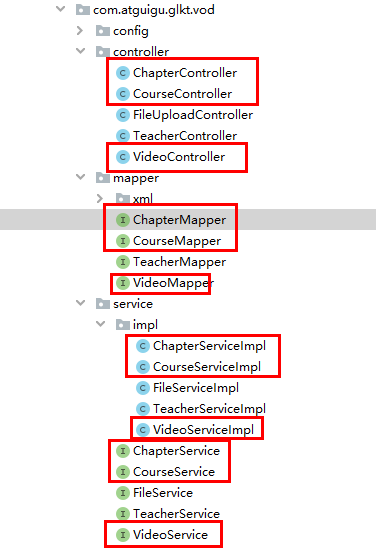 com.atguigu.glkt.vod
config
controller
ChapterController
CourseController
FileUploadController
TeacherController
VideoController
mapper
xml
ChapterMapper
CourseMapper
TeacherMapper
VideoMapper
service
impl
ChapterServiceImpl
CourseServiceImpl
FileServiceImpl
TeacherServiceImpl
VideoServiceImpl
ChapterService
CourseService
FileService
TeacherService
VideoService